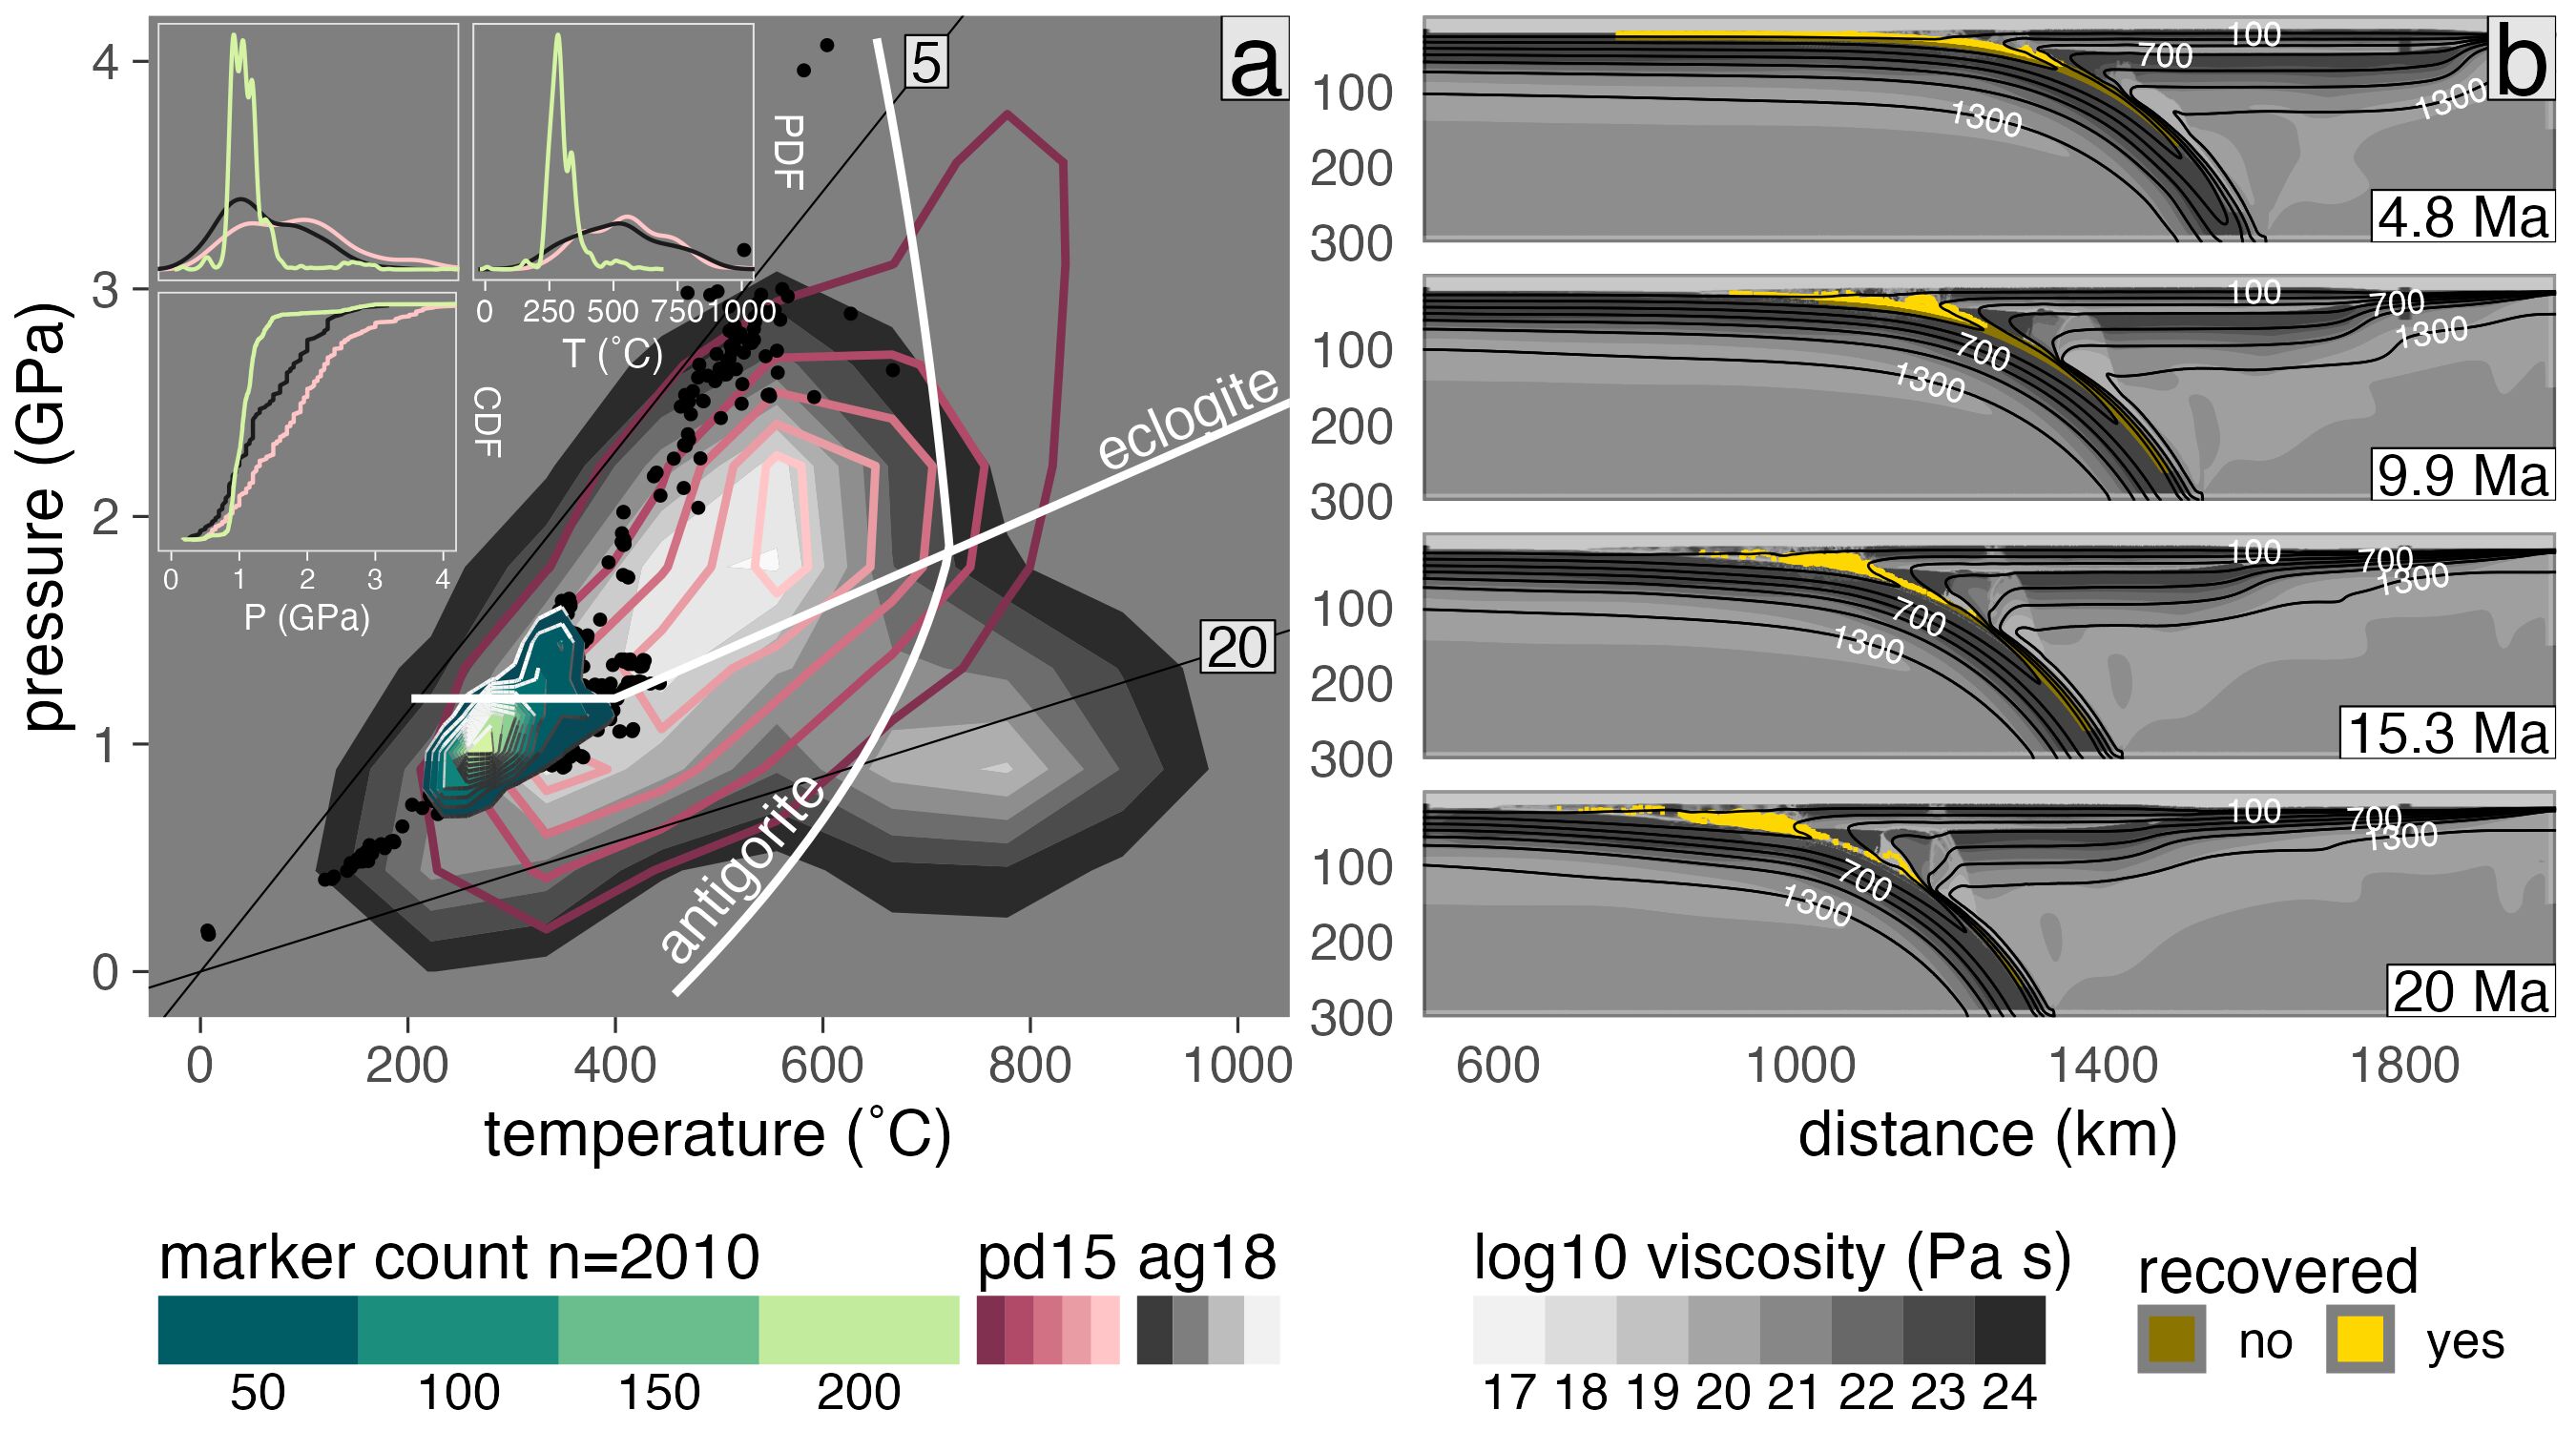 a
4
3
2
1
0
pressure (GPa)
0
200
400
600
800
1000
temperature (˚C)
5
20
eclogite
antigorite
PDF
0 250 500 750 1000
T (˚C)
CDF
0 1 2 3 4
P (GPa)
b
100
200
300
100
700
1300
1300
4.8 Ma
100
200
300
100
700
1300
700
1300
9.9 Ma
100
200
300
100
700
1300
700
1300
15.3 Ma
100
200
300
100
700
1300
700
1300
20 Ma
600
1000
1400
1800
distance (km)
marker count n=2010
50
100
150
200
pd15 ag18
log10 viscosity (Pa s)
17 18 19 20 21 22 23 24
recovered
no
yes